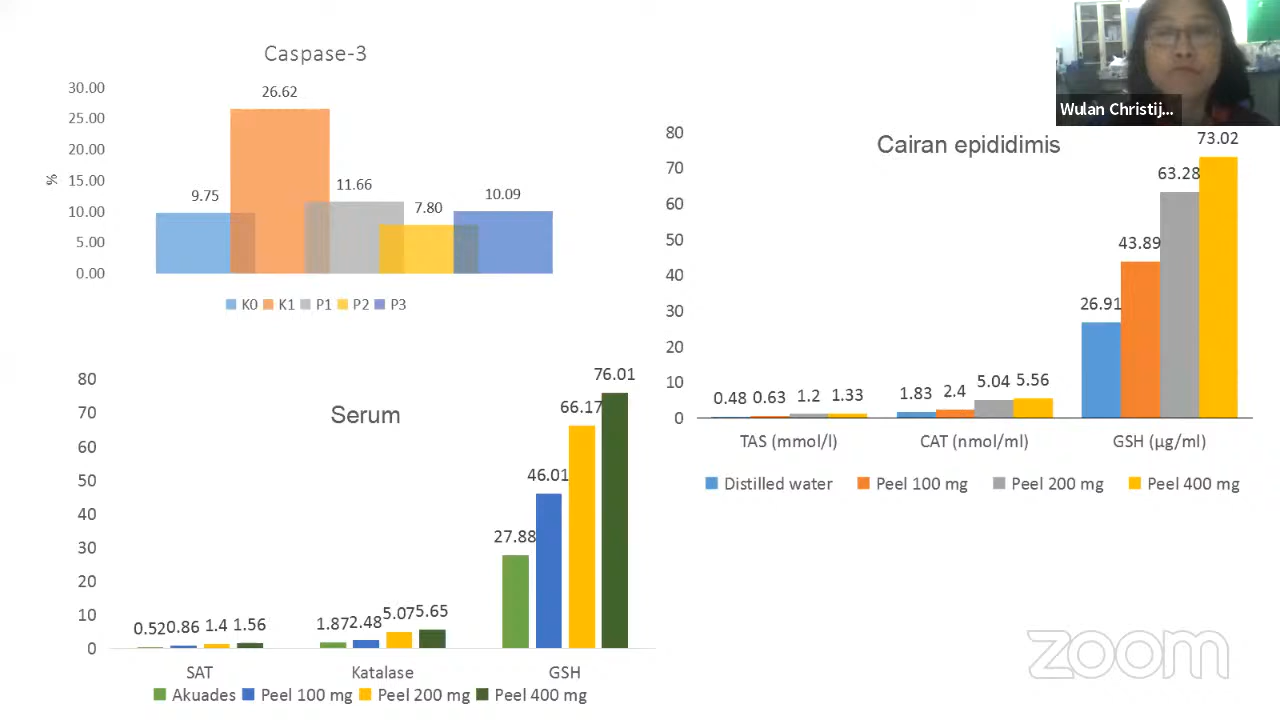 Caspase-3
30.00
25.00
20.00
15.00
10.00
5.00
0.00
%
9.75
26.62
11.66
7.80
10.09
K0 K1 P1 P2 P3
Wulan Christij...
Cairan epididimis
80
70
60
50
40
30
20
10
0
0.48 0.63 1.2 1.33
1.83 2.4 5.04 5.56
26.91 43.89 63.28 73.02
TAS (mmol/l) CAT (nmol/ml) GSH (µg/ml)
Distilled water Peel 100 mg Peel 200 mg Peel 400 mg
Serum
80
70
60
50
40
30
20
10
0
0.52 0.86 1.4 1.56
1.87 2.48 5.07 5.65
27.88 46.01 66.17 76.01
SAT Katalase GSH
Akuades Peel 100 mg Peel 200 mg Peel 400 mg
zoom